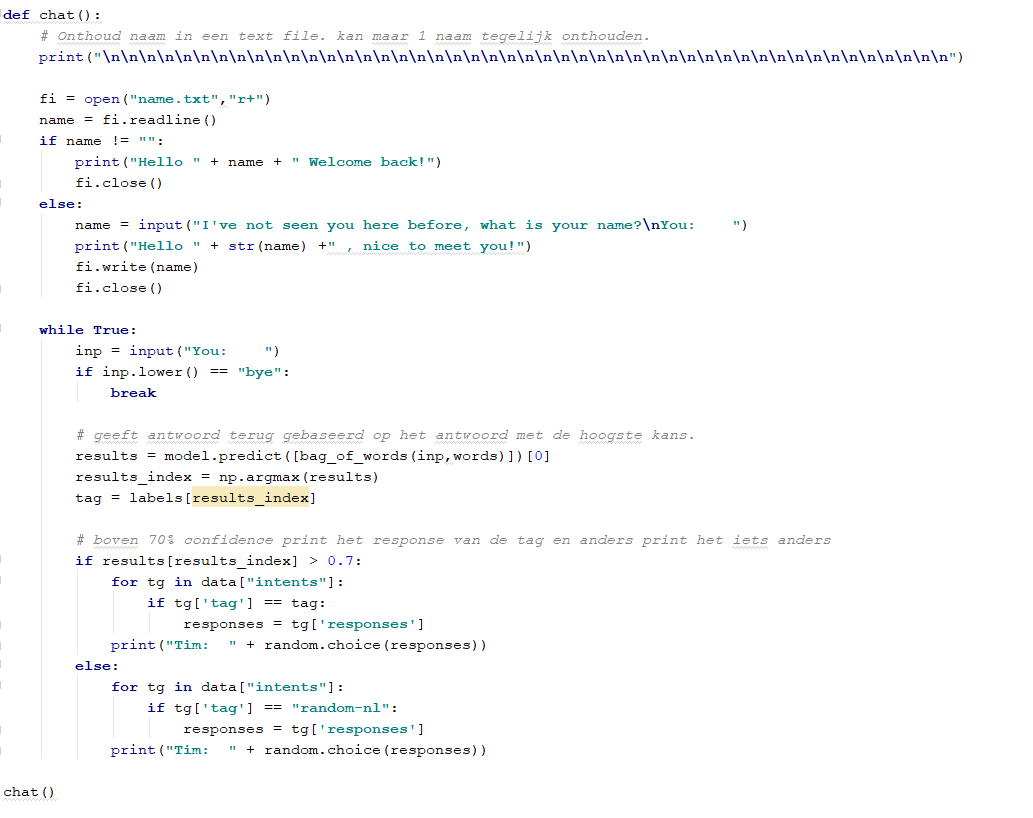 def chat():
    # Onthoud naam in een text file. kan maar 1 naam tegelijk onthouden.
    print("\n\n\n\n\n\n\n\n\n\n\n\n\n\n\n\n\n\n\n\n\n\n\n\n\n\n\n\n\n\n\n\n\n\n\n\n\n\n\n\n\n\n\n\n\n\n\n")
    fi = open("name.txt","r+")
    name = fi.readline()
    if name != "":
        print("Hello " + name + " Welcome back!")
        fi.close()
    else:
        name = input("I've not seen you here before, what is your name?\nYou:    ")
        print("Hello " + str(name) +" , nice to meet you!")
        fi.write(name)
        fi.close()
    while True:
        inp = input("You:    ")
        if inp.lower() == "bye":
            break
        # geeft antwoord terug gebaseerd op het antwoord met de hoogste kans.
        results = model.predict([bag_of_words(inp,words)])[0]
        results_index = np.argmax(results)
        tag = labels[results_index]
        # boven 70% confidence print het response van de tag en anders print het iets anders
        if results[results_index] > 0.7:
            for tg in data["intents"]:
                if tg['tag'] == tag:
                    responses = tg['responses']
            print("Tim:  " + random.choice(responses))
        else:
            for tg in data["intents"]:
                if tg['tag'] == "random-nl":
                    responses = tg['responses']
            print("Tim:  " + random.choice(responses))
chat()